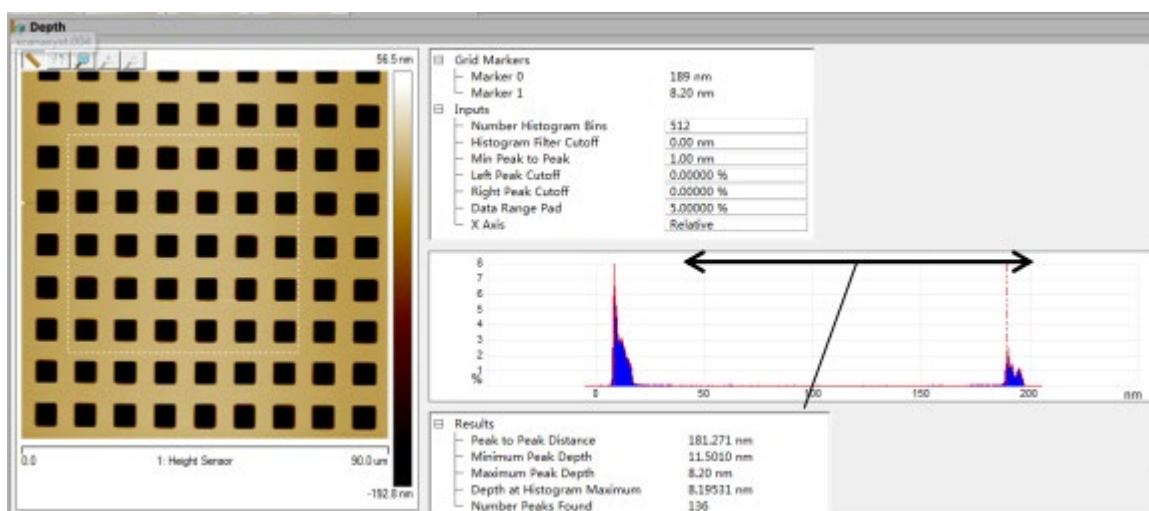 Depth
56.5 nm
Grid Markers
Marker 0 189 nm
Marker 1 8.20 nm
Inputs
Number Histogram Bins 512
Histogram Filter Cutoff 0.00 nm
Min Peak to Peak 1.00 nm
Left Peak Cutoff 0.00000 %
Right Peak Cutoff 0.00000 %
Data Range Pad 5.00000 %
X Axis Relative
8
7
6
5
4
3
2
1
%
0 50 100 150 200 nm
0.0 1: Height Sensor 90.0 um
-192.8 nm
Results
Peak to Peak Distance 181.271 nm
Minimum Peak Depth 11.5010 nm
Maximum Peak Depth 8.20 nm
Depth at Histogram Maximum 8.19531 nm
Number Peaks Found 136